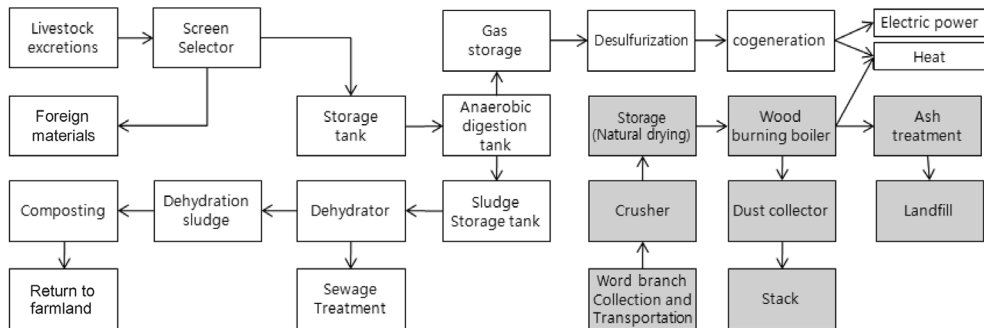 Livestock
excretions
Screen
Selector
Gas
storage
Desulfurization
cogeneration
Electric power
Heat
Foreign
materials
Storage
tank
Anaerobic
digestion
tank
Storage
(Natural drying)
Wood
burning boiler
Ash
treatment
Composting
Dehydration
sludge
Dehydrator
Sludge
Storage tank
Crusher
Dust collector
Landfill
Return to
farmland
Sewage
Treatment
Word branch
Collection and
Transportation
Stack